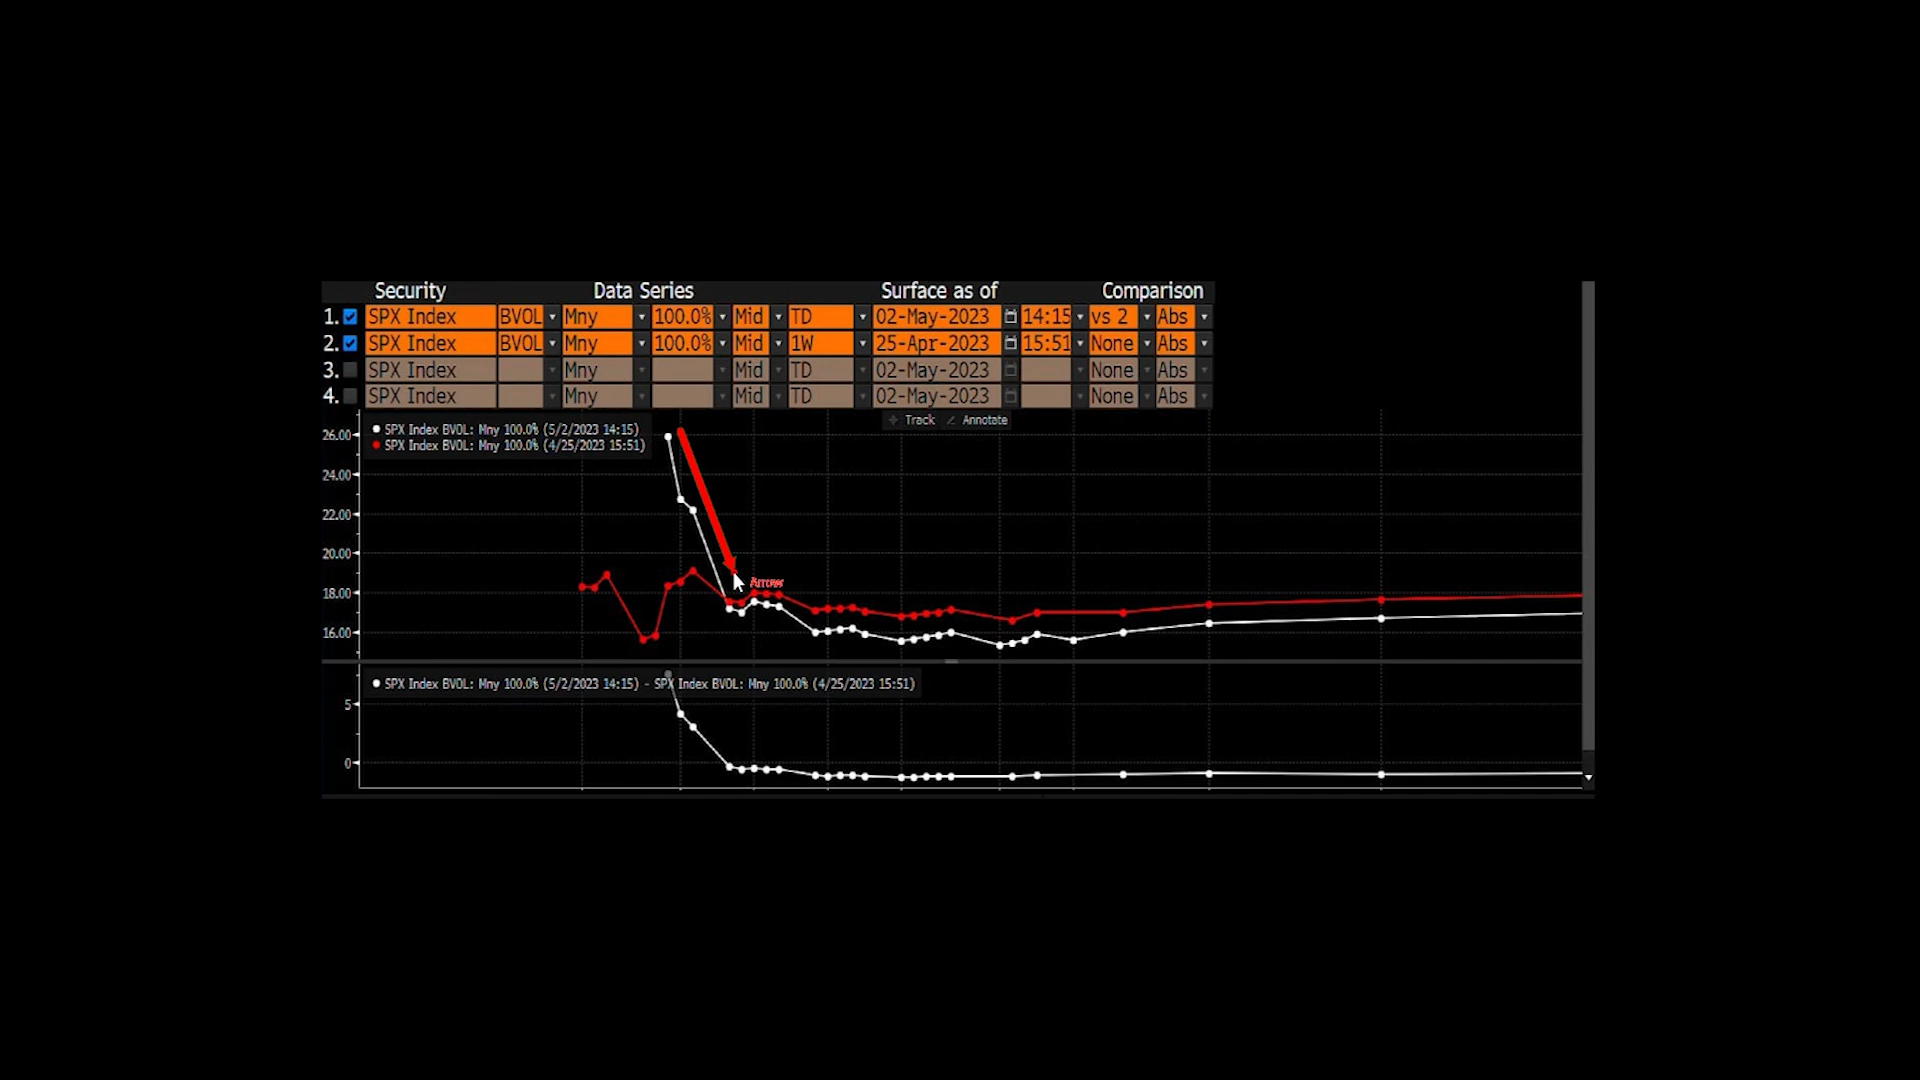 Security Data Series Surface as of Comparison
1. SPX Index BVOL Mny 100.0% Mid TD 02-May-2023 14:15 vs 2 Abs
2. SPX Index BVOL Mny 100.0% Mid 1W 25-Apr-2023 15:51 None Abs
3. SPX Index Mny Mid TD 02-May-2023 None Abs
4. SPX Index Mny Mid TD 02-May-2023 None Abs
Track Annotate
SPX Index BVOL: Mny 100.0% (5/2/2023 14:15)
SPX Index BVOL: Mny 100.0% (4/25/2023 15:51)
26.00
24.00
22.00
20.00
Arrow
18.00
16.00
SPX Index BVOL: Mny 100.0% (5/2/2023 14:15) - SPX Index BVOL: Mny 100.0% (4/25/2023 15:51)
5
0